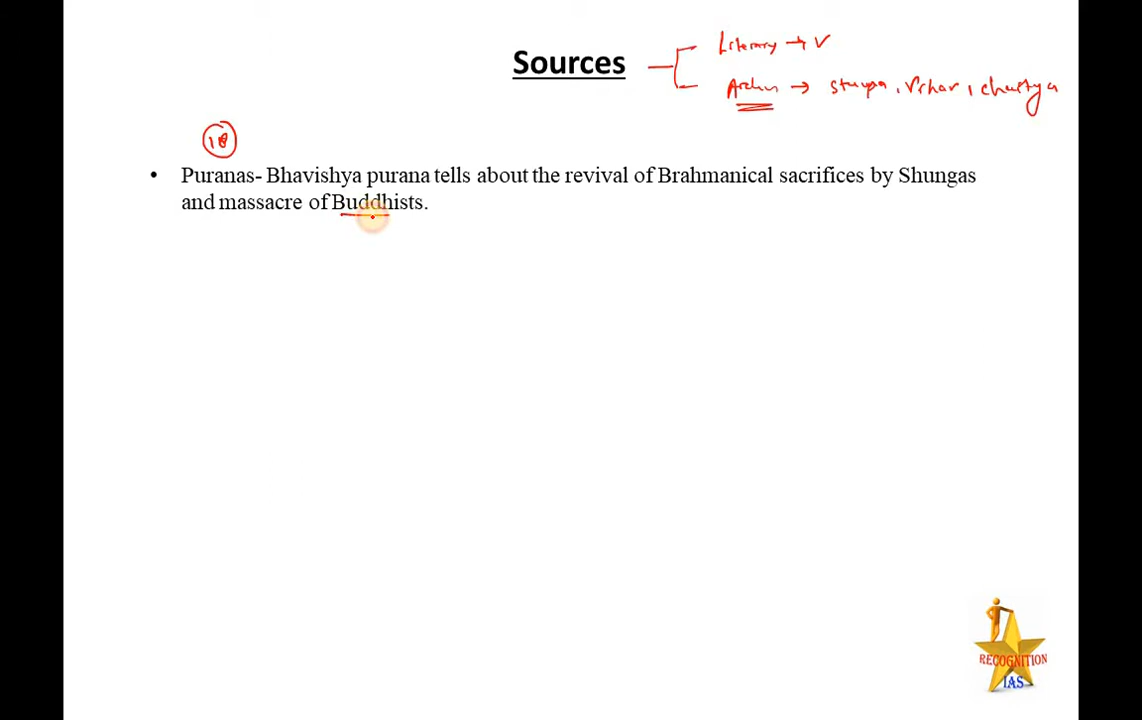 Sources
Literary → ✓
Archa → stupa, Vihar, chaitya
18
• Puranas- Bhavishya purana tells about the revival of Brahmanical sacrifices by Shungas
and massacre of Buddhists.
RECOGNITION
IAS